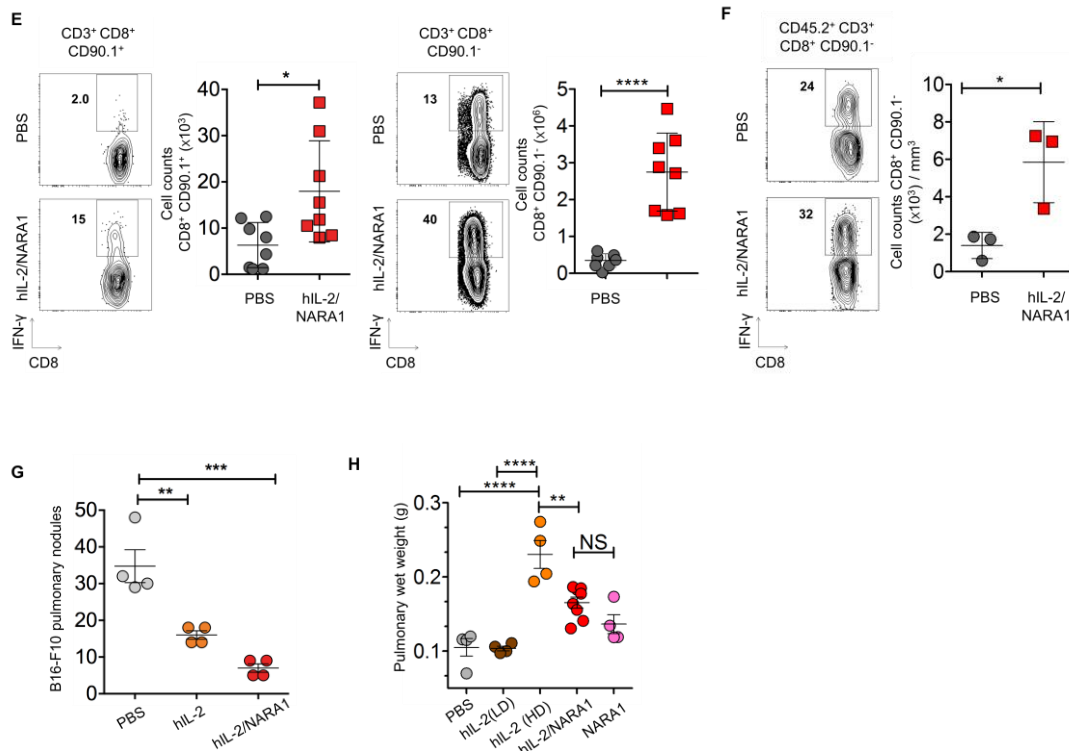 E
CD3⁺ CD8⁺
CD90.1⁺
PBS
2.0
hIL-2/NARA1
15
IFN-γ
CD8
*
Cell counts
CD8⁺ CD90.1⁺ (x10³)
40
30
20
10
0
PBS
hIL-2/
NARA1
CD3⁺ CD8⁺
CD90.1⁻
PBS
13
hIL-2/NARA1
40
IFN-γ
CD8
****
Cell counts
CD8⁺ CD90.1⁻ (x10⁶)
5
4
3
2
1
0
PBS
hIL-2/
NARA1
F
CD45.2⁺ CD3⁺
CD8⁺ CD90.1⁻
PBS
24
hIL-2/NARA1
32
IFN-γ
CD8
*
Cell counts CD8⁺ CD90.1⁻
(x10³) / mm³
10
8
6
4
2
0
PBS
hIL-2/
NARA1
G
***
**
B16-F10 pulmonary nodules
50
40
30
20
10
0
PBS
hIL-2
hIL-2/NARA1
H
****
****
**
NS
Pulmonary wet weight (g)
0.3
0.2
0.1
PBS
hIL-2(LD)
hIL-2 (HD)
hIL-2/NARA1
NARA1